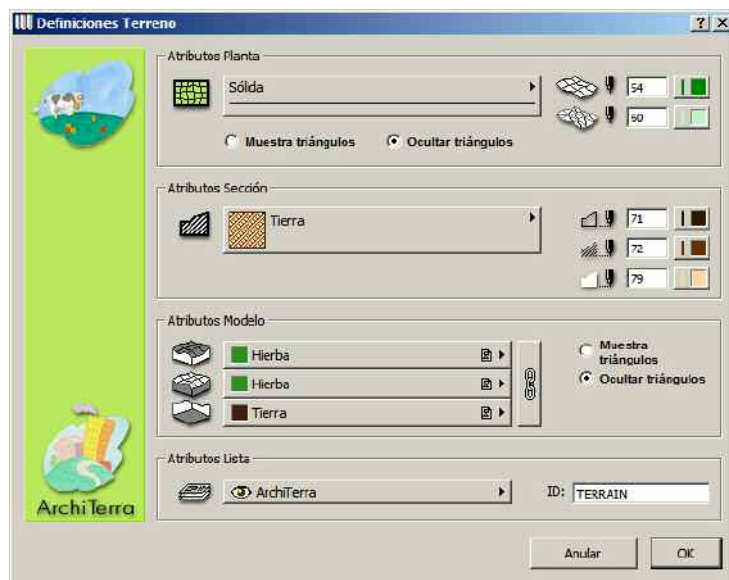 Definiciones Terreno
Atributos Planta
Sólida
54
60
Muestra triángulos
Ocultar triángulos
Atributos Sección
Tierra
71
72
79
Atributos Modelo
Hierba
Hierba
Tierra
Muestra triángulos
Ocultar triángulos
Atributos Lista
ArchiTerra
ID: TERRAIN
ArchiTerra
Anular
OK